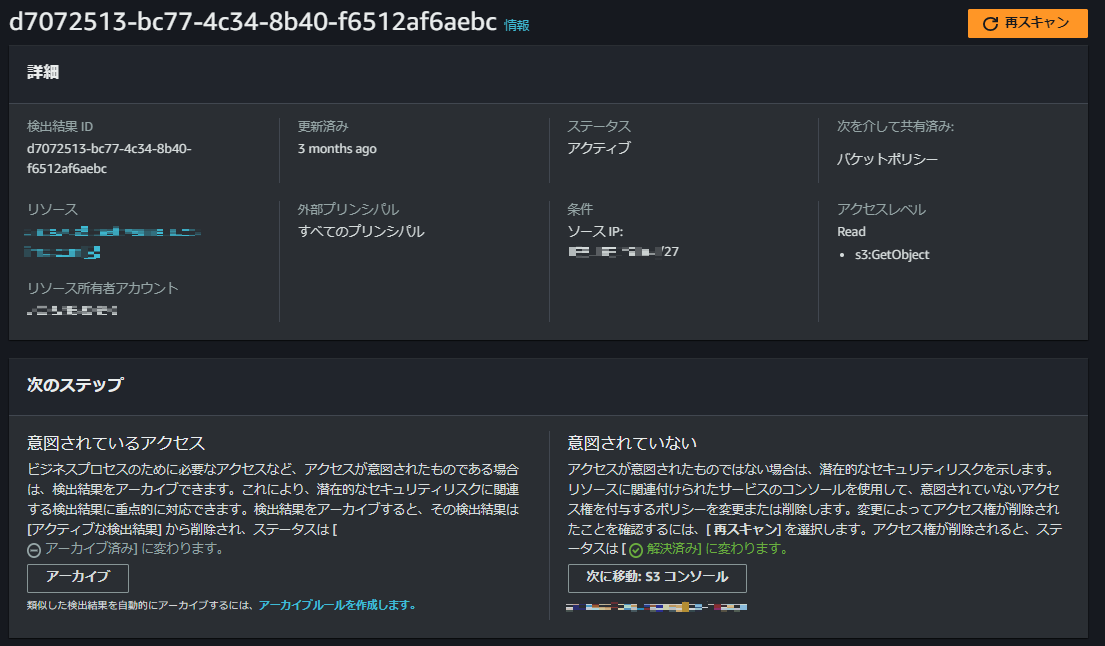 d7072513-bc77-4c34-8b40-f6512af6aebc 情報
再スキャン
詳細
検出結果 ID
d7072513-bc77-4c34-8b40-
f6512af6aebc
更新済み
3 months ago
ステータス
アクティブ
次を介して共有済み:
バケットポリシー
リソース
外部プリンシパル
すべてのプリンシパル
条件
ソース IP:
/27
アクセスレベル
Read
• s3:GetObject
リソース所有者アカウント
次のステップ
意図されているアクセス
ビジネスプロセスのために必要なアクセスなど、アクセスが意図されたものである場合
は、検出結果をアーカイブできます。これにより、潜在的なセキュリティリスクに関連
する検出結果に重点的に対応できます。検出結果をアーカイブすると、その検出結果は
[アクティブな検出結果] から削除され、ステータスは [
アーカイブ済み] に変わります。
アーカイブ
類似した検出結果を自動的にアーカイブするには、アーカイブルールを作成します。
意図されていない
アクセスが意図されたものではない場合は、潜在的なセキュリティリスクを示します。
リソースに関連付けられたサービスのコンソールを使用して、意図されていないアクセ
ス権を付与するポリシーを変更または削除します。変更によってアクセス権が削除され
たことを確認するには、[ 再スキャン] を選択します。アクセス権が削除されると、ステ
ータスは [ 解決済み] に変わります。
次に移動: S3 コンソール